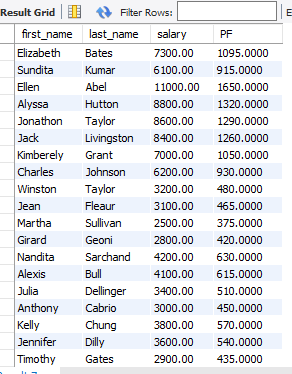 Result Grid Filter Rows: E
first_name last_name salary PF
Elizabeth Bates 7300.00 1095.0000
Sundita Kumar 6100.00 915.0000
Ellen Abel 11000.00 1650.0000
Alyssa Hutton 8800.00 1320.0000
Jonathon Taylor 8600.00 1290.0000
Jack Livingston 8400.00 1260.0000
Kimberely Grant 7000.00 1050.0000
Charles Johnson 6200.00 930.0000
Winston Taylor 3200.00 480.0000
Jean Fleaur 3100.00 465.0000
Martha Sullivan 2500.00 375.0000
Girard Geoni 2800.00 420.0000
Nandita Sarchand 4200.00 630.0000
Alexis Bull 4100.00 615.0000
Julia Dellinger 3400.00 510.0000
Anthony Cabrio 3000.00 450.0000
Kelly Chung 3800.00 570.0000
Jennifer Dilly 3600.00 540.0000
Timothy Gates 2900.00 435.0000